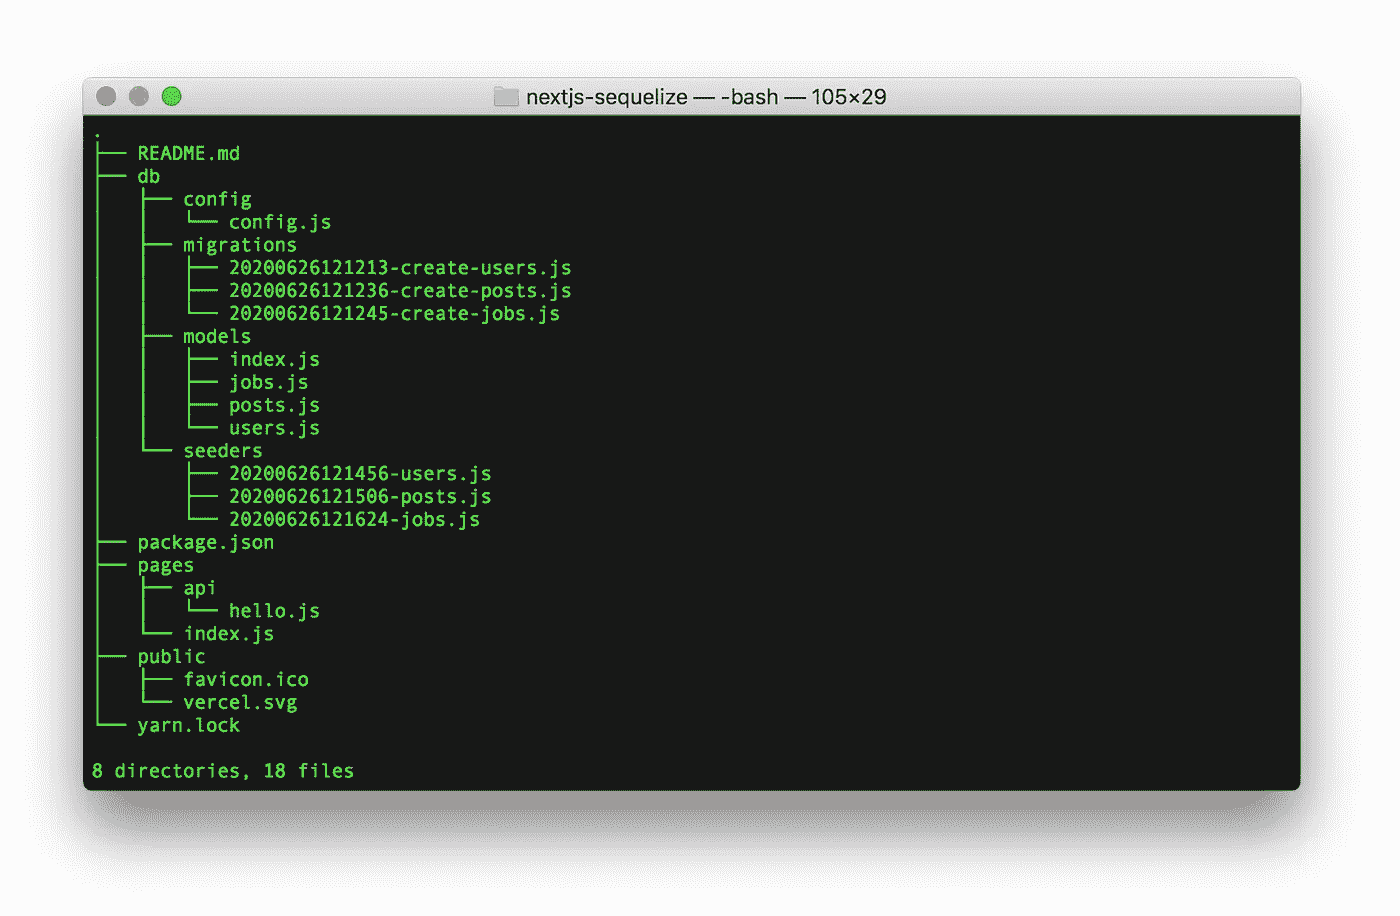 nextjs-sequelize — -bash — 105×29
.
├── README.md
├── db
│   ├── config
│   │   └── config.js
│   ├── migrations
│   │   ├── 20200626121213-create-users.js
│   │   ├── 20200626121236-create-posts.js
│   │   └── 20200626121245-create-jobs.js
│   ├── models
│   │   ├── index.js
│   │   ├── jobs.js
│   │   ├── posts.js
│   │   └── users.js
│   └── seeders
│       ├── 20200626121456-users.js
│       ├── 20200626121506-posts.js
│       └── 20200626121624-jobs.js
├── package.json
├── pages
│   ├── api
│   │   └── hello.js
│   └── index.js
├── public
│   ├── favicon.ico
│   └── vercel.svg
└── yarn.lock
8 directories, 18 files